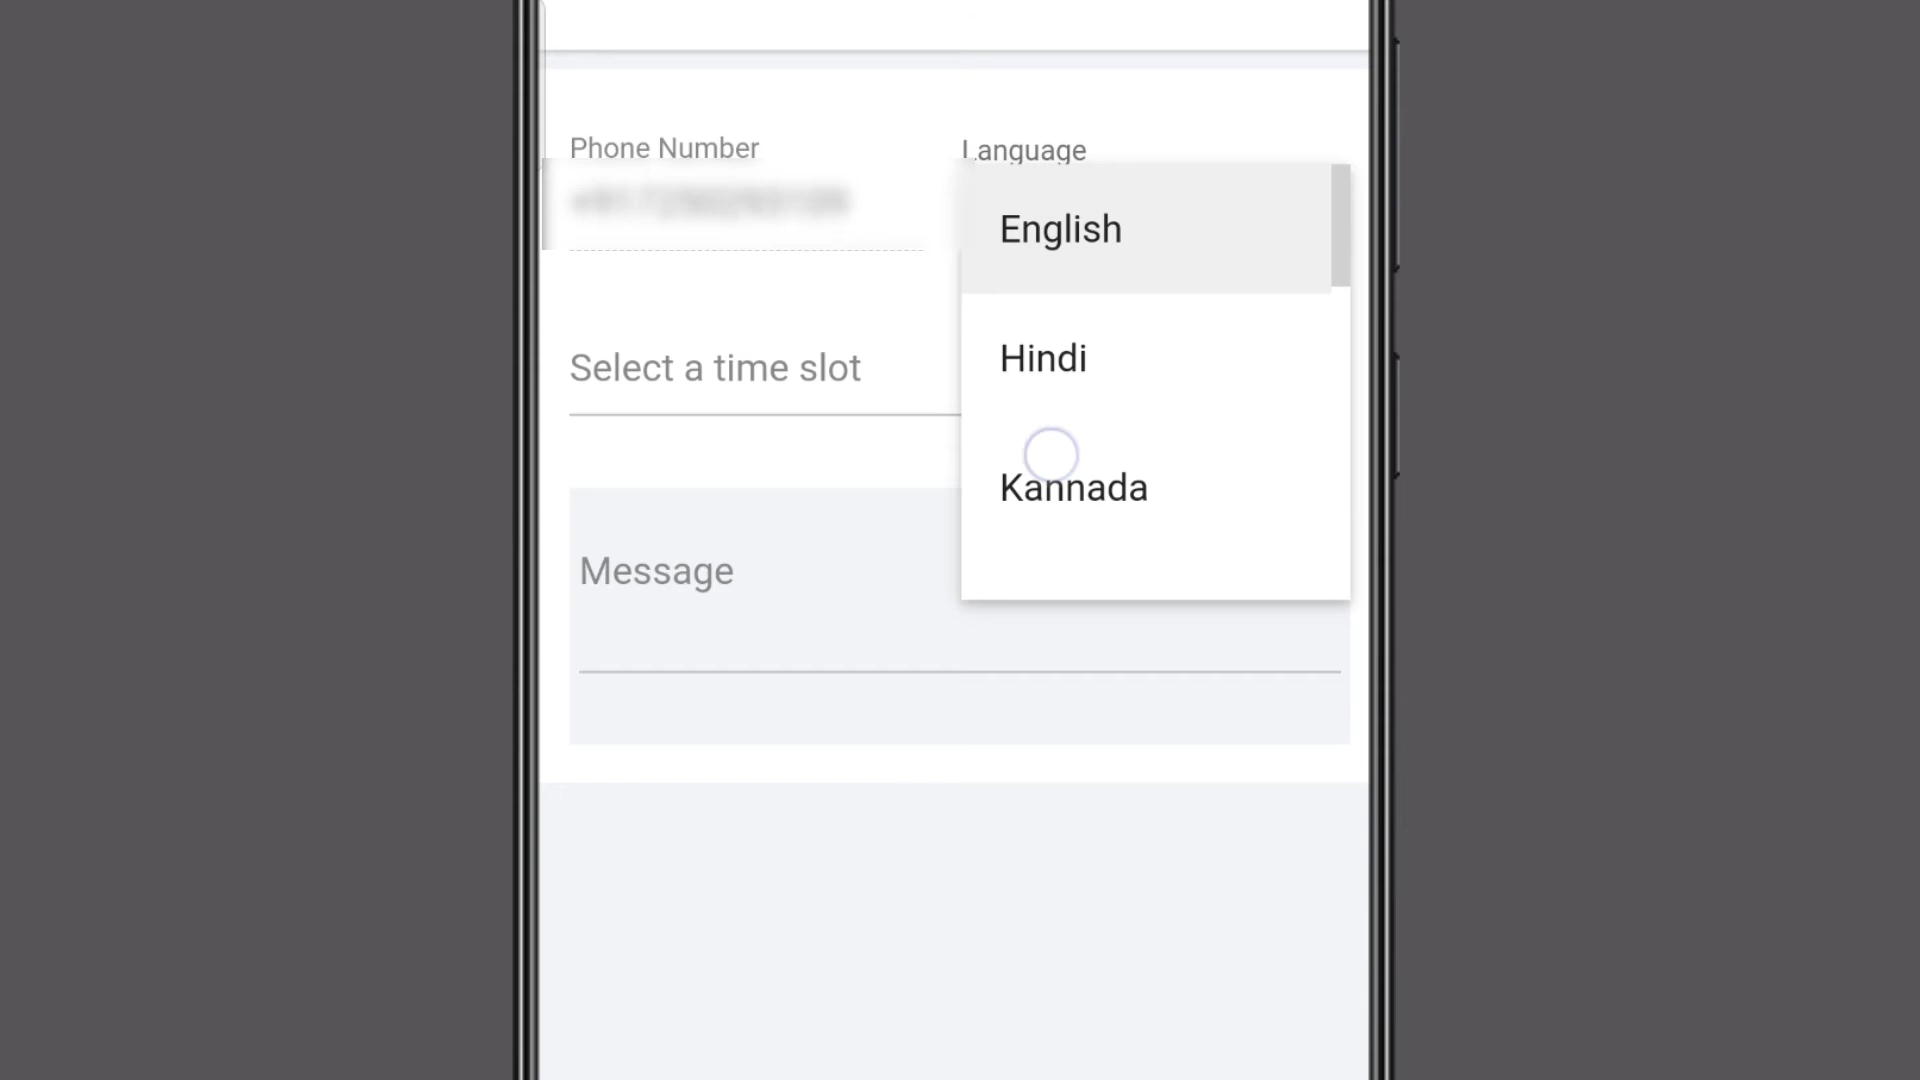 Phone Number
Language
English
Hindi
Select a time slot
Kannada
Message